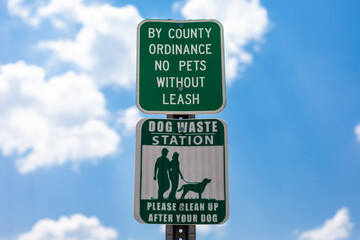 BY COUNTY
ORDINANCE
NO PETS
WITHOUT
LEASH
DOG WASTE
STATION
PLEASE CLEAN UP
AFTER YOUR DOG